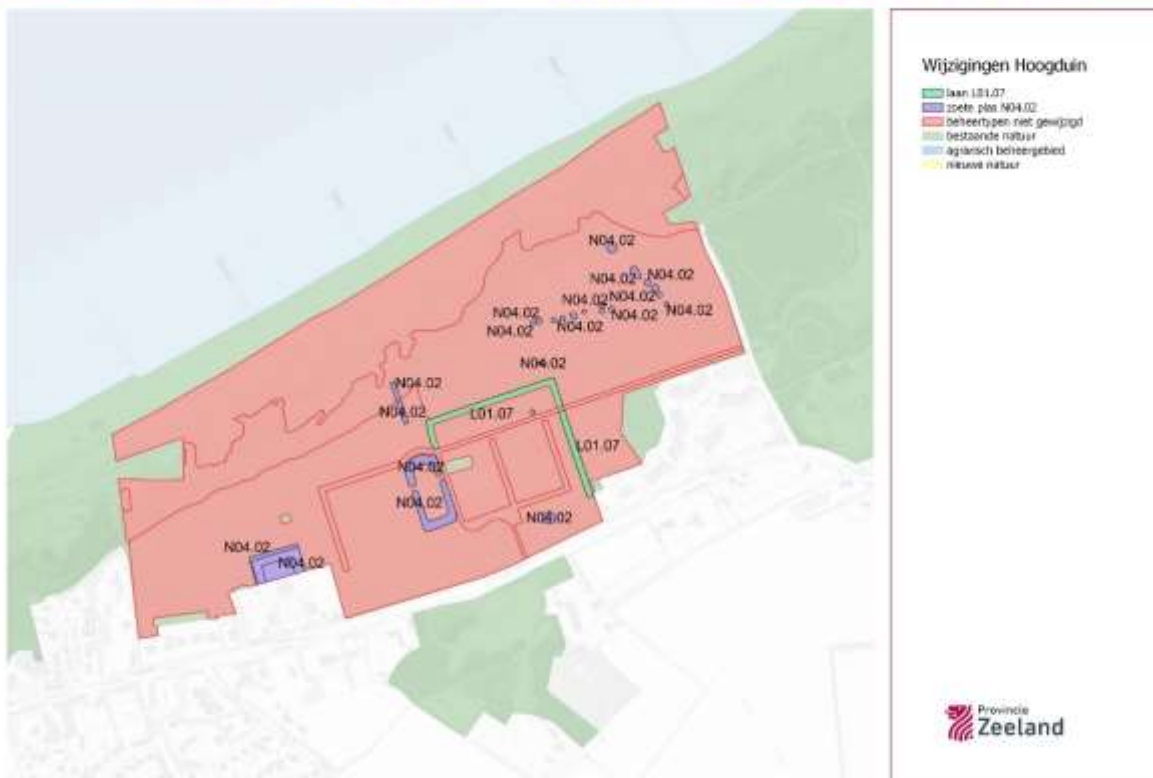 Wijzigingen Hoogduin
laan L01.07
zoete plas N04.02
beheertypen niet gewijzigd
bestaande natuur
agrarisch beheergebied
nieuwe natuur
N04.02
N04.02
N04.02
N04.02
N04.02
N04.02
N04.02
N04.02
N04.02
N04.02
N04.02
N04.02
N04.02
L01.07
L01.07
N04.02
N04.02
N04.02
N04.02
N04.02
Provincie
Zeeland